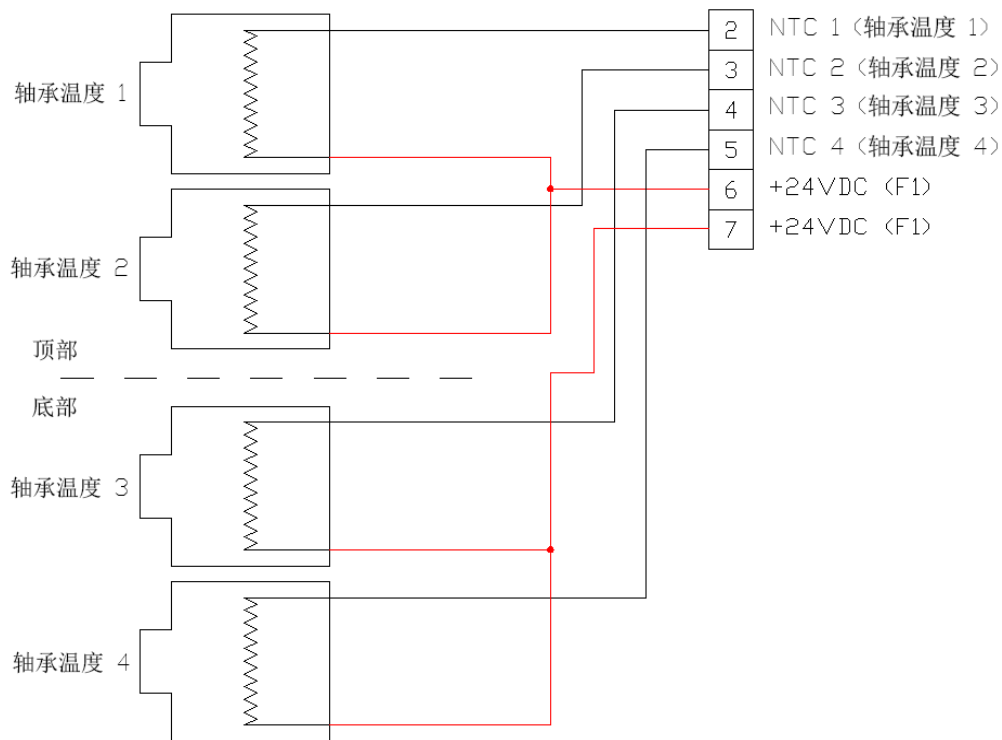 2 NTC 1 (轴承温度 1)
3 NTC 2 (轴承温度 2)
4 NTC 3 (轴承温度 3)
5 NTC 4 (轴承温度 4)
6 +24VDC (F1)
7 +24VDC (F1)
轴承温度 1
轴承温度 2
顶部
底部
轴承温度 3
轴承温度 4